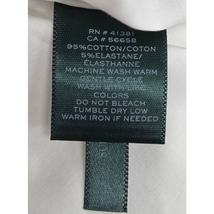 RN # 41381
CA # 56658
95% COTTON/COTON
5% ELASTANE/
ÉLASTHANNE
MACHINE WASH WARM
GENTLE CYCLE
WASH WITH LIKE
COLORS
DO NOT BLEACH
TUMBLE DRY LOW
WARM IRON IF NEEDED